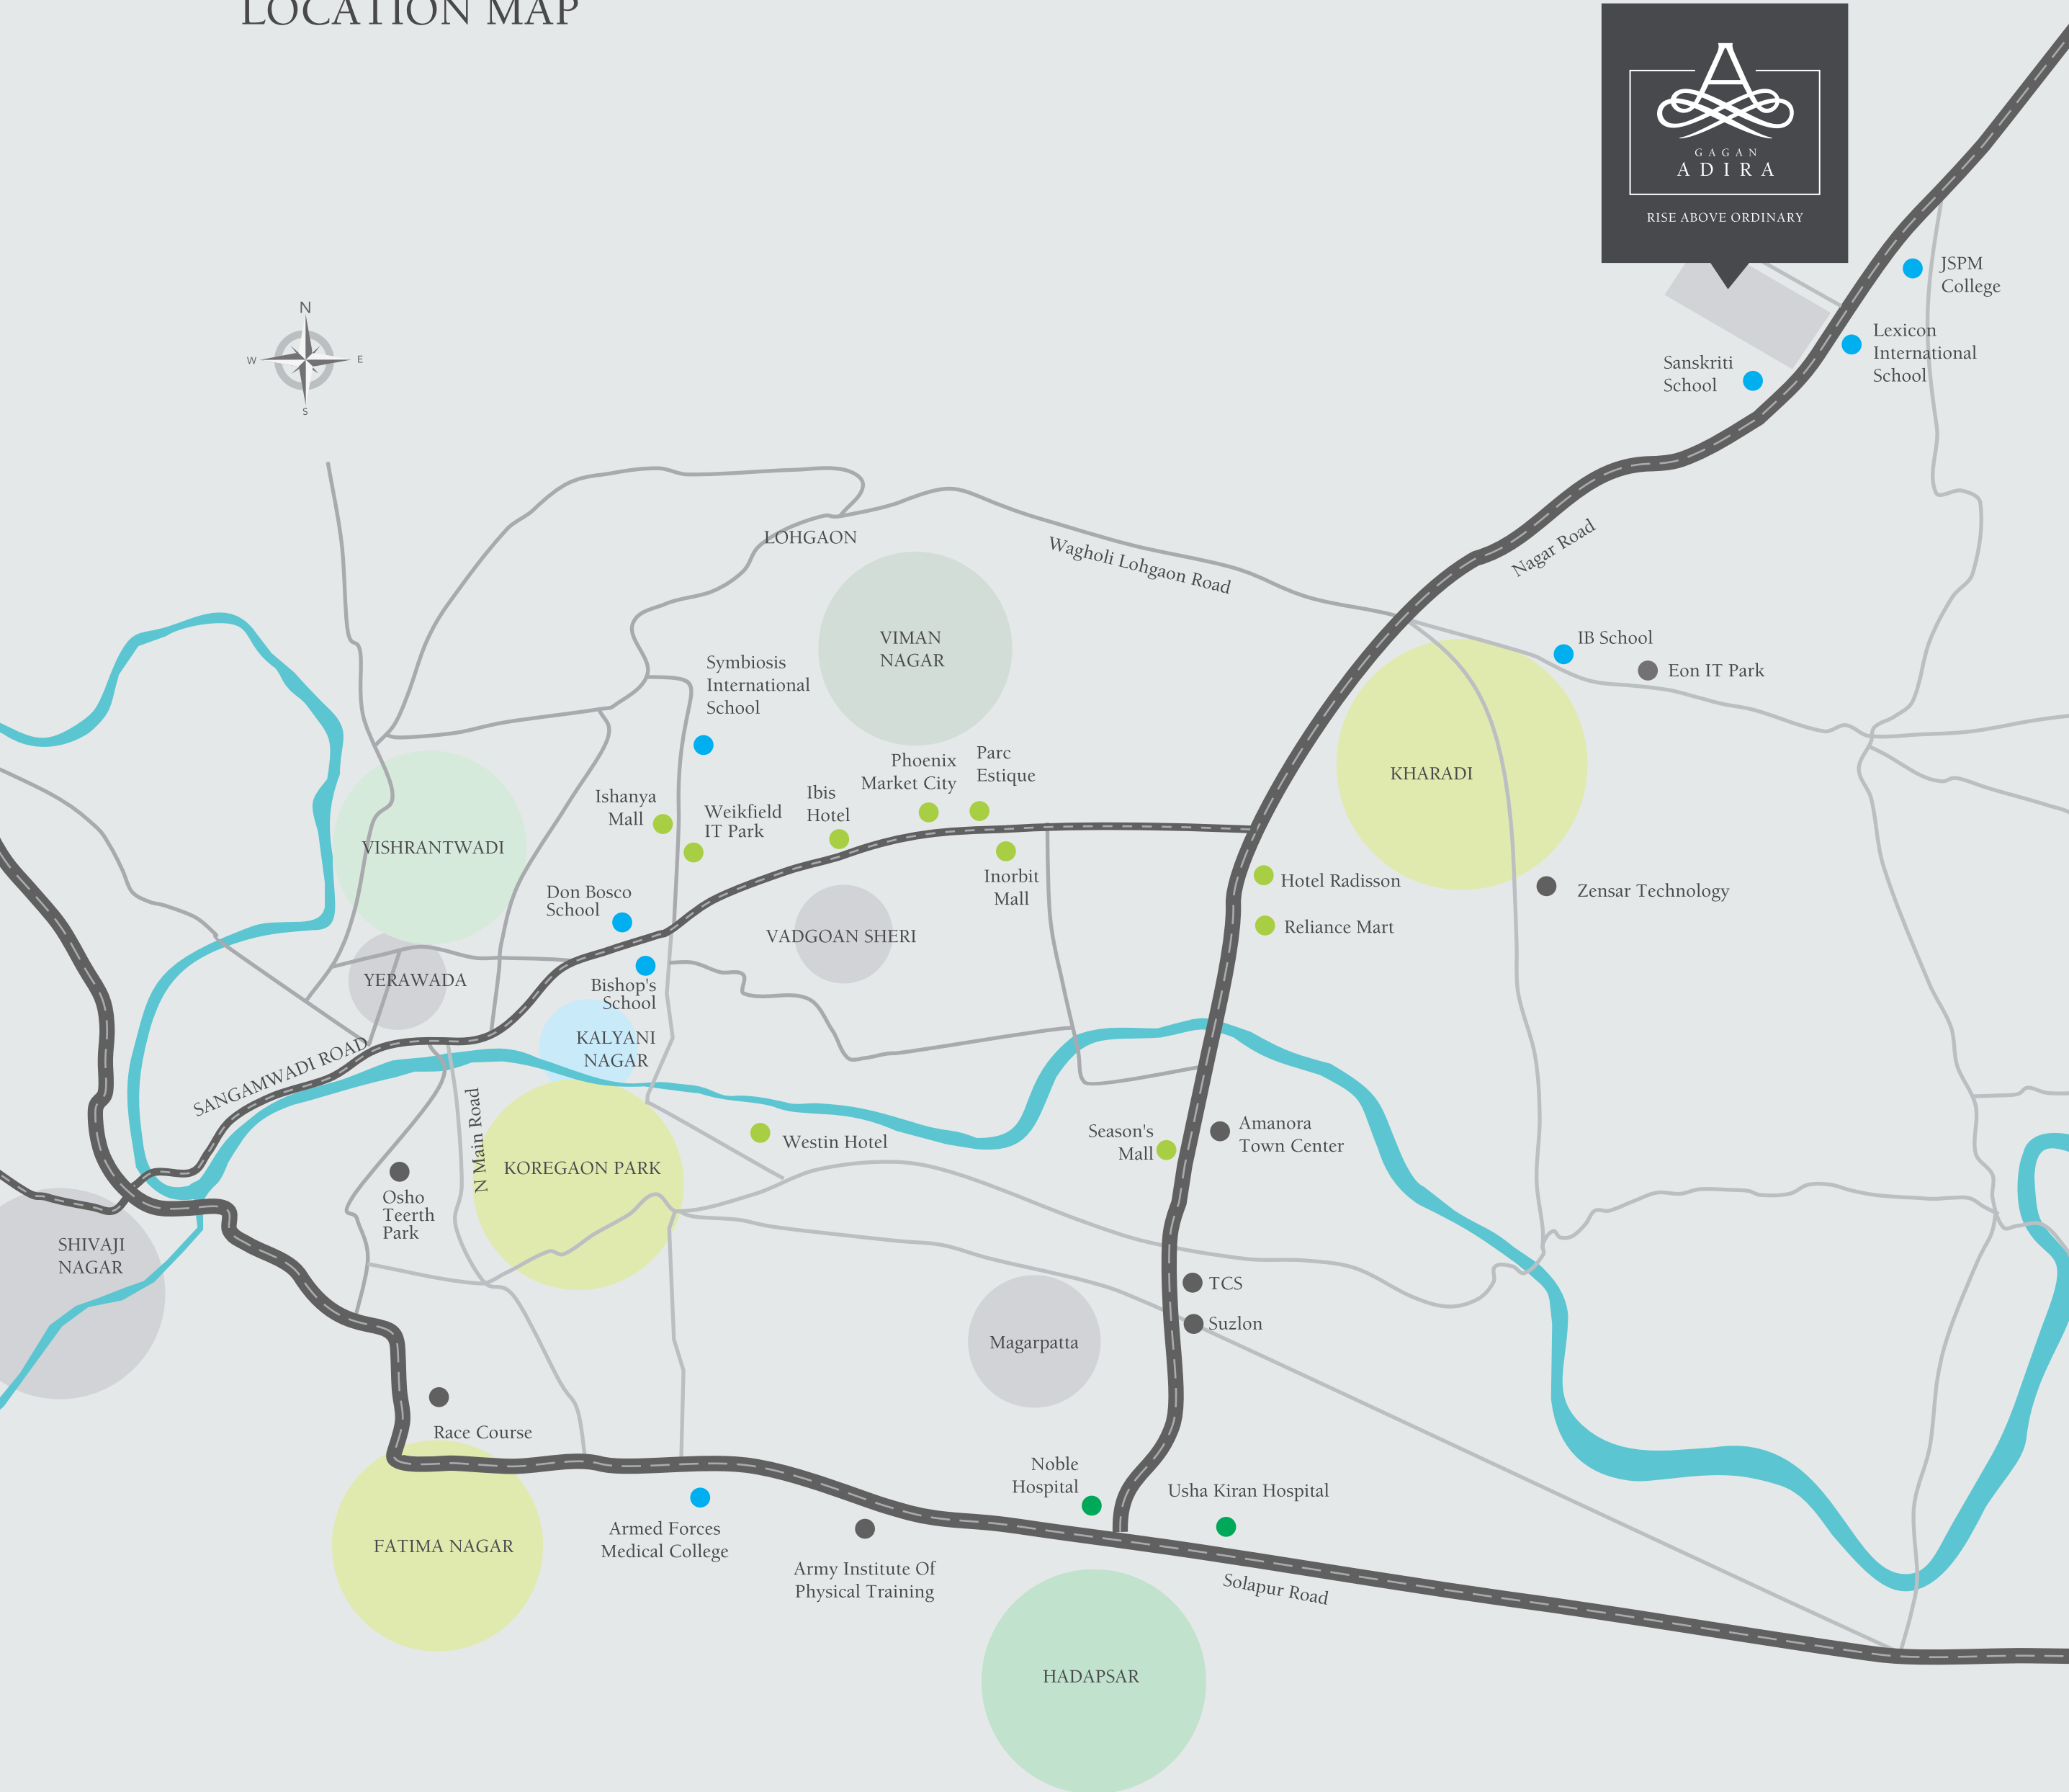 LOCATION MAP
GAGAN
ADIRA
RISE ABOVE ORDINARY
JSPM
College
Lexicon
International
School
Sanskriti
School
N
W
E
S
LOHGAON
Wagholi Lohgaon Road
Nagar Road
VIMAN
NAGAR
IB School
Eon IT Park
Symbiosis
International
School
KHARADI
Phoenix
Market City
Parc
Estique
Ishanya
Mall
Weikfield
IT Park
Ibis
Hotel
VISHRANTWADI
Inorbit
Mall
Hotel Radisson
Zensar Technology
Don Bosco
School
Reliance Mart
VADGOAN SHERI
YERAWADA
Bishop's
School
KALYANI
NAGAR
SANGAMWADI ROAD
N Main Road
Westin Hotel
Season's
Mall
Amanora
Town Center
KOREGAON PARK
Osho
Teerth
Park
SHIVAJI
NAGAR
TCS
Suzlon
Magarpatta
Race Course
Noble
Hospital
Usha Kiran Hospital
FATIMA NAGAR
Armed Forces
Medical College
Army Institute Of
Physical Training
Solapur Road
HADAPSAR